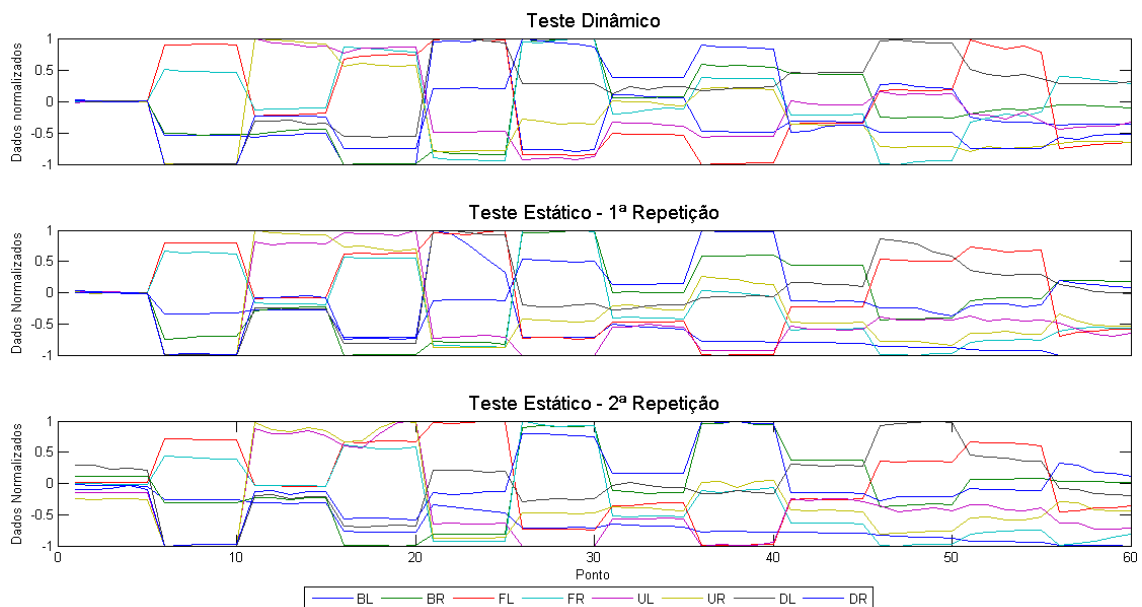 Teste Dinâmico
1
0.5
0
-0.5
-1
Dados normalizados
Teste Estático - 1ª Repetição
1
0.5
0
-0.5
-1
Dados Normalizados
Teste Estático - 2ª Repetição
1
0.5
0
-0.5
-1
Dados Normalizados
0 10 20 30 40 50 60
Ponto
BL BR FL FR UL UR DL DR